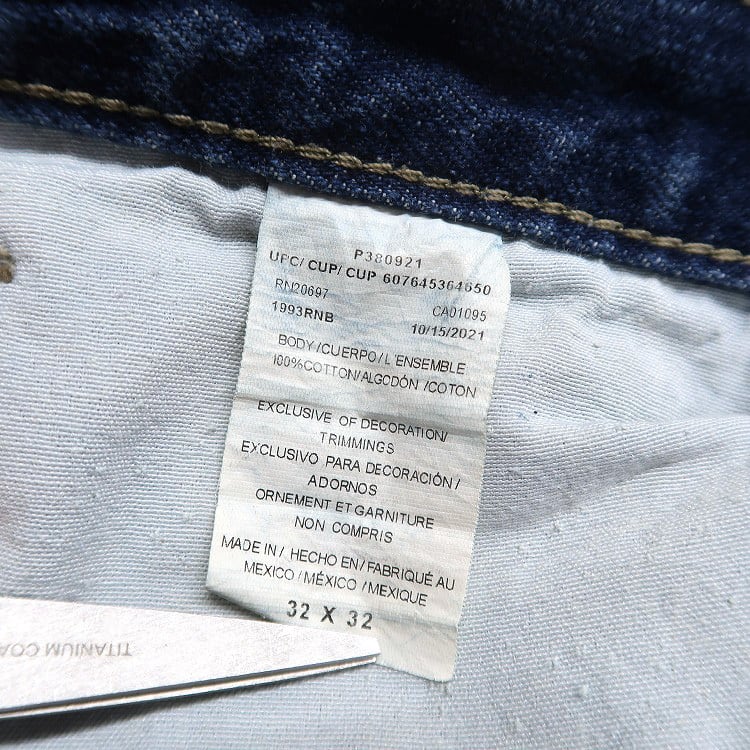 P380921
UPC/ CUP/ CUP 607645364650
RN20697 CA01095
1993RNB 10/15/2021
BODY/CUERPO/L'ENSEMBLE
100%COTTON/ALGODÓN /COTON
EXCLUSIVE OF DECORATION/
TRIMMINGS
EXCLUSIVO PARA DECORACIÓN/
ADORNOS
ORNEMENT ET GARNITURE
NON COMPRIS
MADE IN/ HECHO EN/ FABRIQUÉ AU
MEXICO/MÉXICO/MEXIQUE
32 X 32
TITANIUM COA